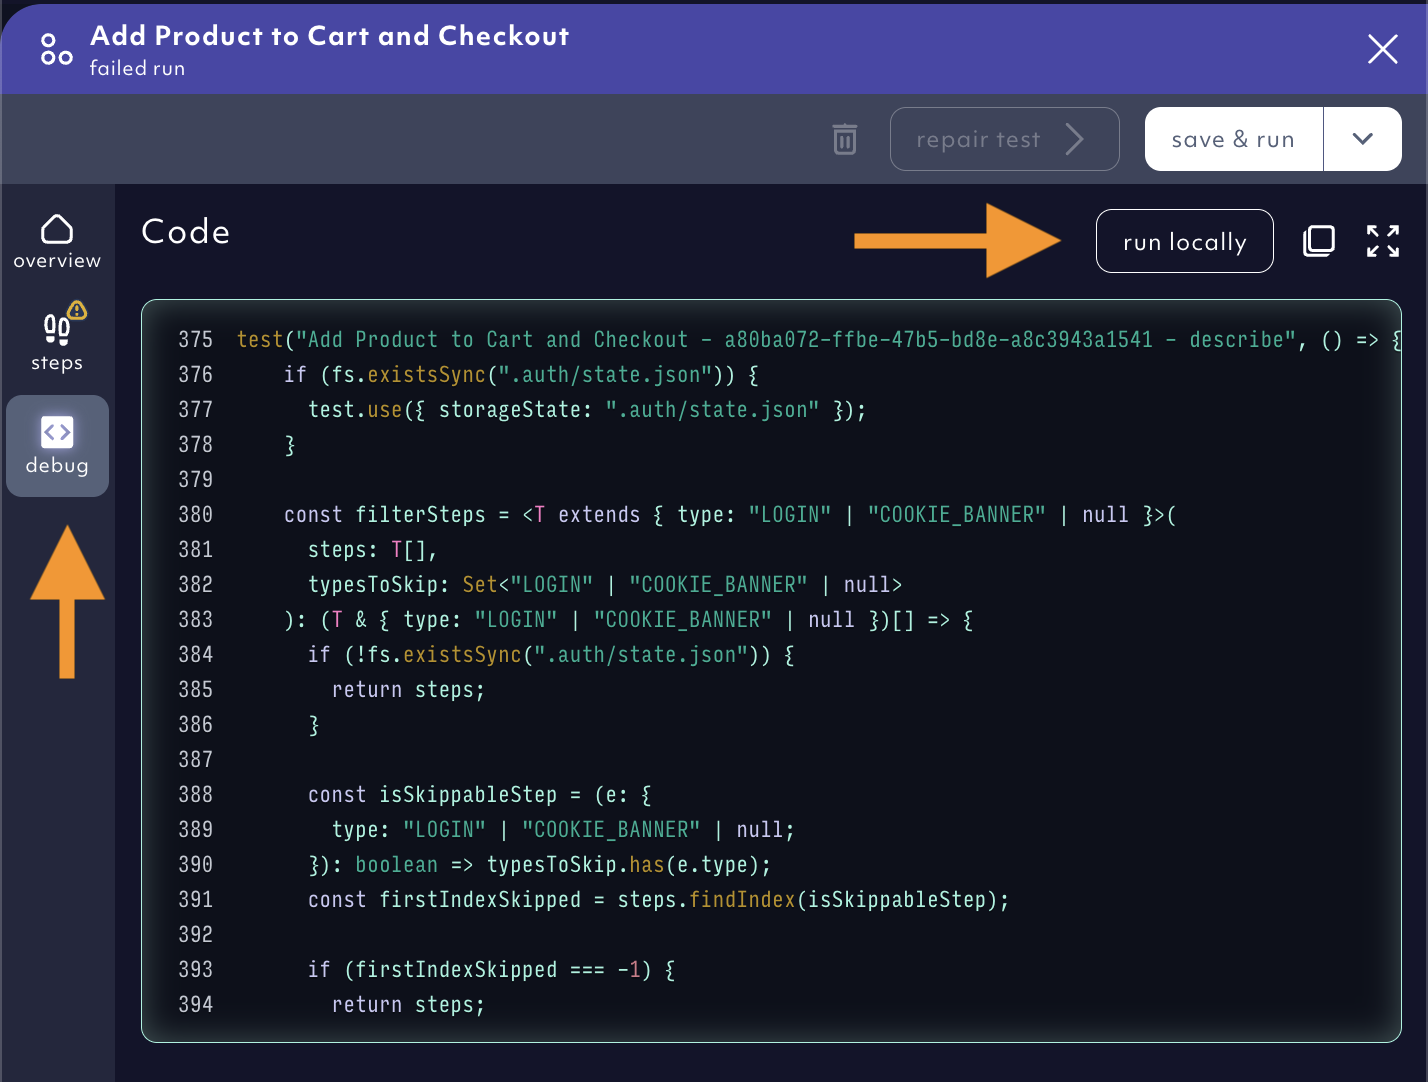 Add Product to Cart and Checkout
failed run
repair test
save & run
overview
steps
debug
Code
run locally
375 test("Add Product to Cart and Checkout – a80ba072-ffbe-47b5-bd8e-a8c3943a1541 – describe", () => {
376     if (fs.existsSync(".auth/state.json")) {
377       test.use({ storageState: ".auth/state.json" });
378     }
379
380     const filterSteps = <T extends { type: "LOGIN" | "COOKIE_BANNER" | null }>(
381       steps: T[],
382       typesToSkip: Set<"LOGIN" | "COOKIE_BANNER" | null>
383     ): (T & { type: "LOGIN" | "COOKIE_BANNER" | null })[] => {
384       if (!fs.existsSync(".auth/state.json")) {
385         return steps;
386       }
387
388       const isSkippableStep = (e: {
389         type: "LOGIN" | "COOKIE_BANNER" | null;
390       }): boolean => typesToSkip.has(e.type);
391       const firstIndexSkipped = steps.findIndex(isSkippableStep);
392
393       if (firstIndexSkipped === -1) {
394         return steps;